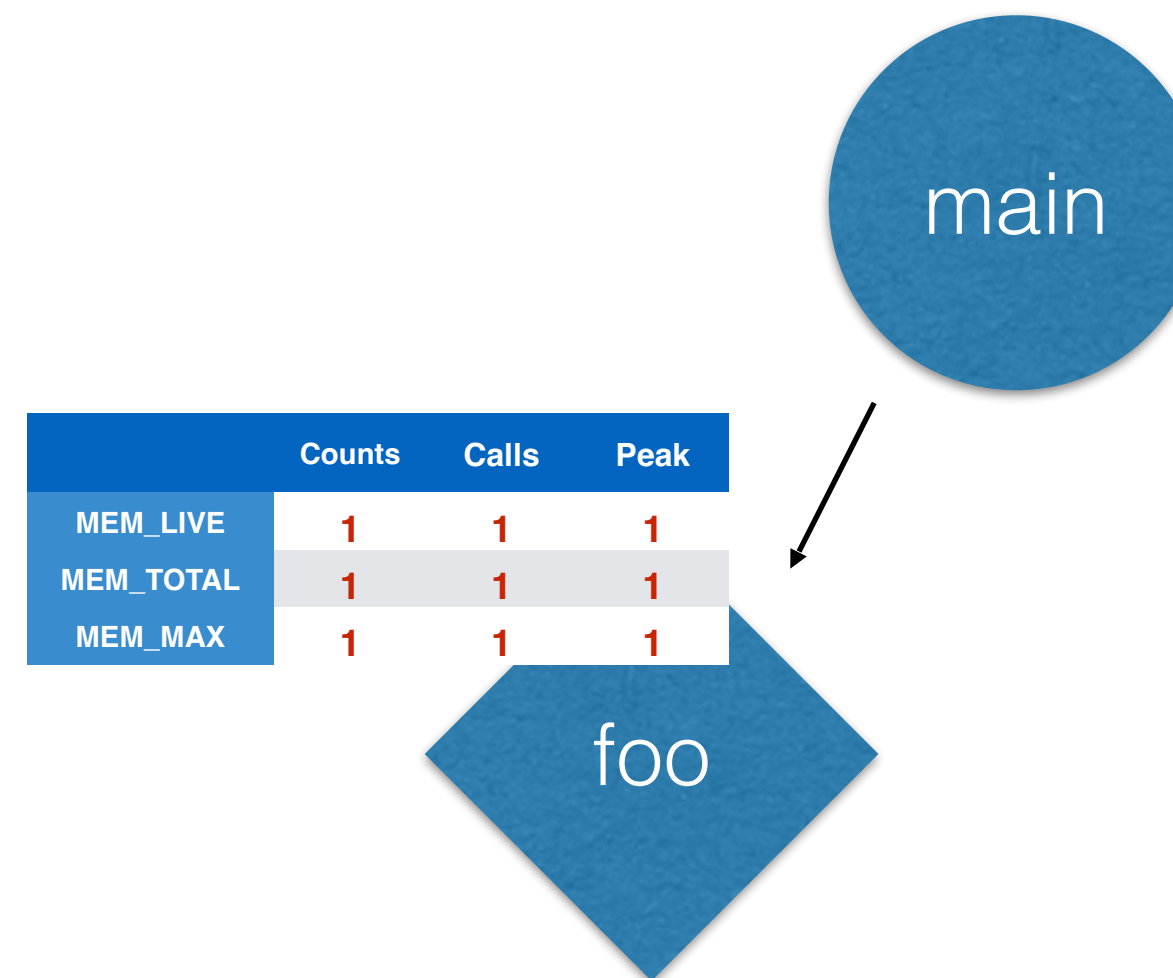 main
Counts Calls Peak
MEM_LIVE 1 1 1
MEM_TOTAL 1 1 1
MEM_MAX 1 1 1
foo